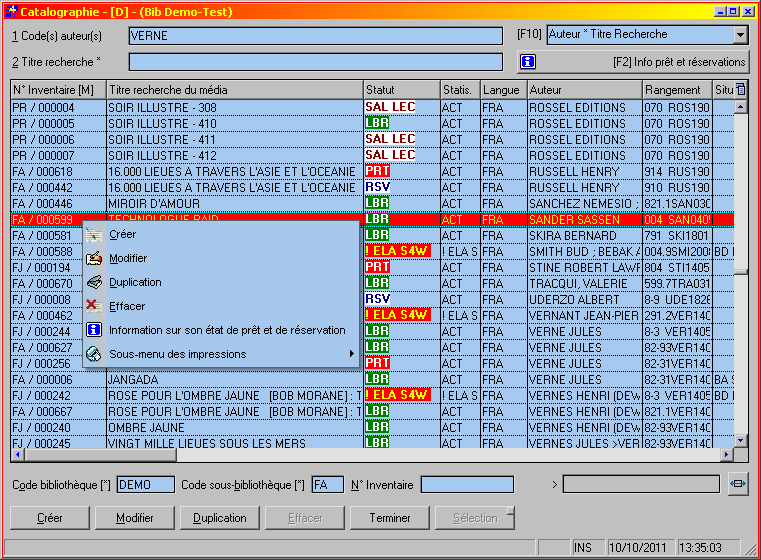 Catalographie - [D] - (Bib Demo-Test)
1 Code(s) auteur(s) VERNE [F10] Auteur * Titre Recherche
2 Titre recherche * [F2] Info prêt et réservations
N° Inventaire [M] Titre recherche du média Statut Statis. Langue Auteur Rangement Situ
PR / 000004 SOIR ILLUSTRE - 308 SAL LEC ACT FRA ROSSEL EDITIONS 070 ROS190
PR / 000005 SOIR ILLUSTRE - 410 LBR ACT FRA ROSSEL EDITIONS 070 ROS190
PR / 000006 SOIR ILLUSTRE - 411 SAL LEC ACT FRA ROSSEL EDITIONS 070 ROS190
PR / 000007 SOIR ILLUSTRE - 412 SAL LEC ACT FRA ROSSEL EDITIONS 070 ROS190
FA / 000618 16.000 LIEUES A TRAVERS L'ASIE ET L'OCEANIE PRT ACT FRA RUSSELL HENRY 914 RUS190
FA / 000442 16.000 LIEUES A TRAVERS L'ASIE ET L'OCEANIE RSV ACT FRA RUSSELL HENRY 910 RUS190
FA / 000446 MIROIR D'AMOUR LBR ACT FRA SANCHEZ NEMESIO ; 821.1SAN030
FA / 000599 TECHNOLOGUE RAID LBR ACT FRA SANDER SASSEN 004 SAN040
FA / 000581 LBR ACT FRA SKIRA BERNARD 791 SKI1801
FA / 000588 ! ELA S4W ! ELA S FRA SMITH BUD ; BEBAK A 004.9SMI200 BD I
FJ / 000194 PRT ACT FRA STINE ROBERT LAWF 804 STI1405
FA / 000670 LBR ACT FRA TRACQUI, VALERIE 599.7TRA031
FJ / 000008 RSV ACT FRA UDERZO ALBERT 8-9 UDE1826
FA / 000462 ! ELA S4W ! ELA S FRA VERNANT JEAN-PIER 291.2VER140
FJ / 000244 LBR ACT FRA VERNE JULES 8-3 VER1405
FA / 000627 LBR ACT FRA VERNE JULES 82-93VER140
FJ / 000256 PRT ACT FRA VERNE JULES 82-31VER140
FA / 000006 JANGADA LBR ACT FRA VERNE JULES 82-31VER140 BA S
FJ / 000242 ROSE POUR L'OMBRE JAUNE [BOB MORANE] : T ! ELA S4W ! ELA S FRA VERNES HENRI (DEW 8-3 VER1405 BD I
FA / 000667 ROSE POUR L'OMBRE JAUNE [BOB MORANE] : T LBR ACT FRA VERNES HENRI (DEW 821.1VER140
FJ / 000240 OMBRE JAUNE LBR ACT FRA VERNES HENRI (DEW 82-31VER140
FJ / 000245 VINGT MILLE LIEUES SOUS LES MERS LBR ACT FRA VERNES JULES >VER 82-93VER140
Créer
Modifier
Duplication
Effacer
Information sur son état de prêt et de réservation
Sous-menu des impressions
Code bibliothèque [*] DEMO Code sous-bibliothèque [*] FA N° Inventaire >
Créer Modifier Duplication Effacer Terminer Sélection
INS 10/10/2011 13:35:03